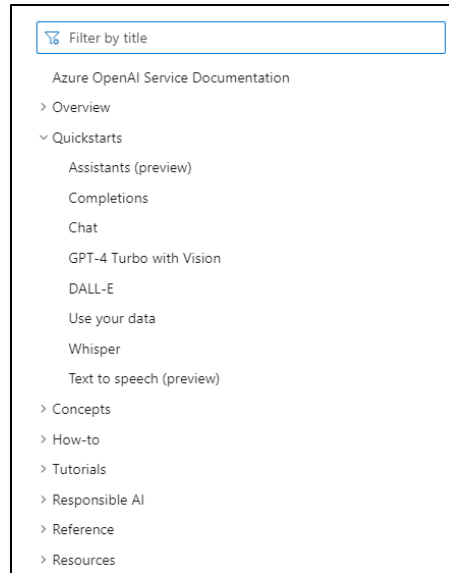 Filter by title
Azure OpenAI Service Documentation
Overview
Quickstarts
Assistants (preview)
Completions
Chat
GPT-4 Turbo with Vision
DALL-E
Use your data
Whisper
Text to speech (preview)
Concepts
How-to
Tutorials
Responsible AI
Reference
Resources